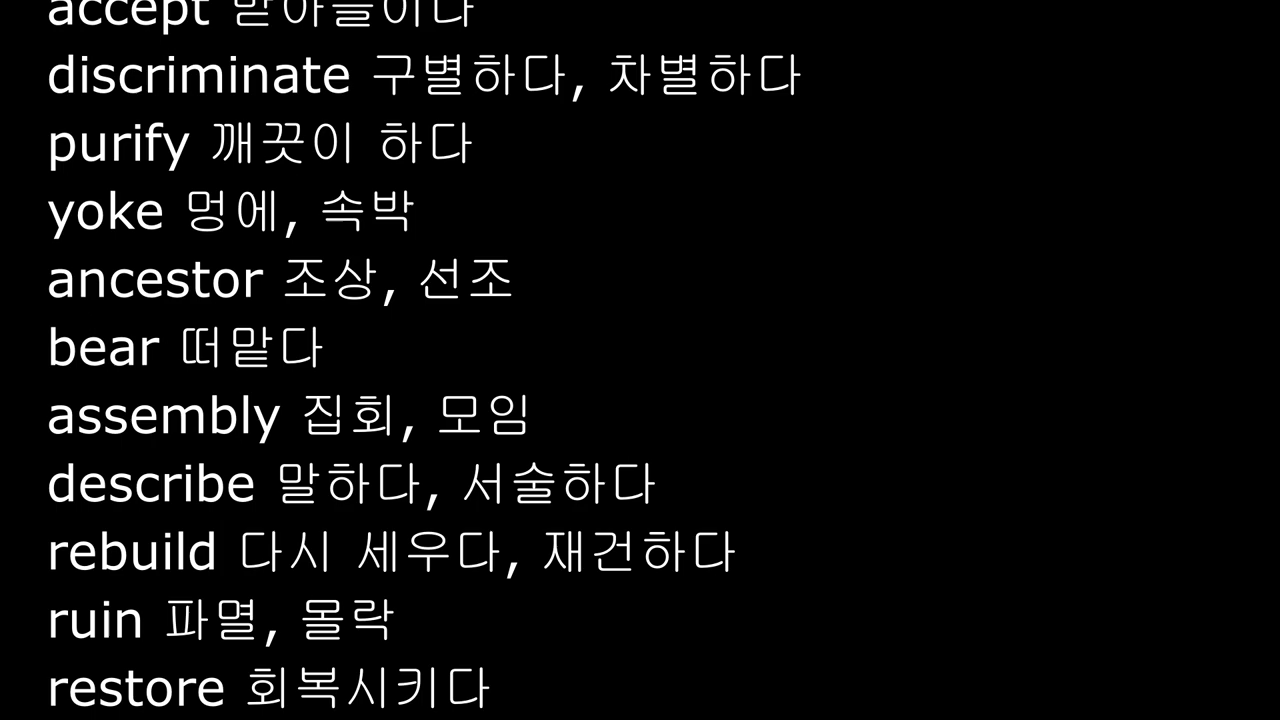 accept 받아들이다
discriminate 구별하다, 차별하다
purify 깨끗이 하다
yoke 멍에, 속박
ancestor 조상, 선조
bear 떠맡다
assembly 집회, 모임
describe 말하다, 서술하다
rebuild 다시 세우다, 재건하다
ruin 파멸, 몰락
restore 회복시키다